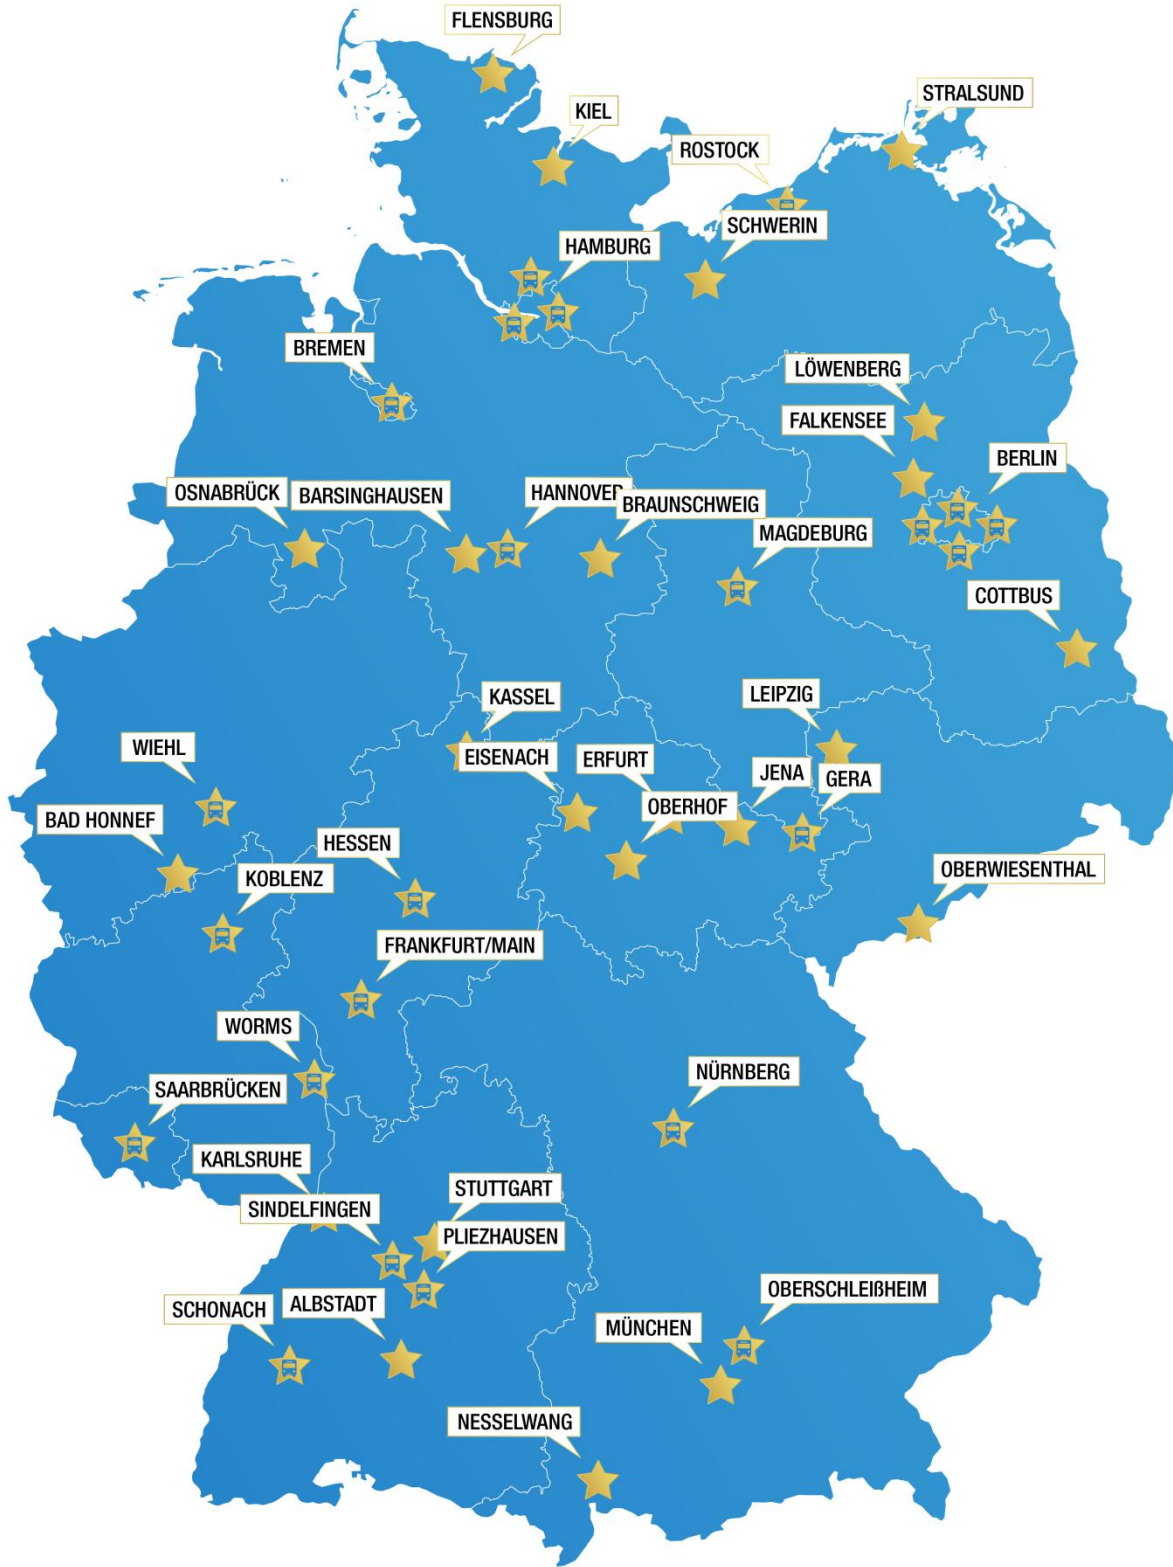 FLENSBURG
STRALSUND
KIEL
ROSTOCK
SCHWERIN
HAMBURG
BREMEN
LÖWENBERG
FALKENSEE
BERLIN
OSNABRÜCK
BARSINGHAUSEN
HANNOVER
BRAUNSCHWEIG
MAGDEBURG
COTTBUS
KASSEL
LEIPZIG
WIEHL
EISENACH
ERFURT
JENA
GERA
OBERHOF
BAD HONNEF
HESSEN
KOBLENZ
OBERWIESENTHAL
FRANKFURT/MAIN
WORMS
NÜRNBERG
SAARBRÜCKEN
KARLSRUHE
STUTTGART
SINDELFINGEN
PLIEZHAUSEN
OBERSCHLEIßHEIM
SCHONACH
ALBSTADT
MÜNCHEN
NESSELWANG